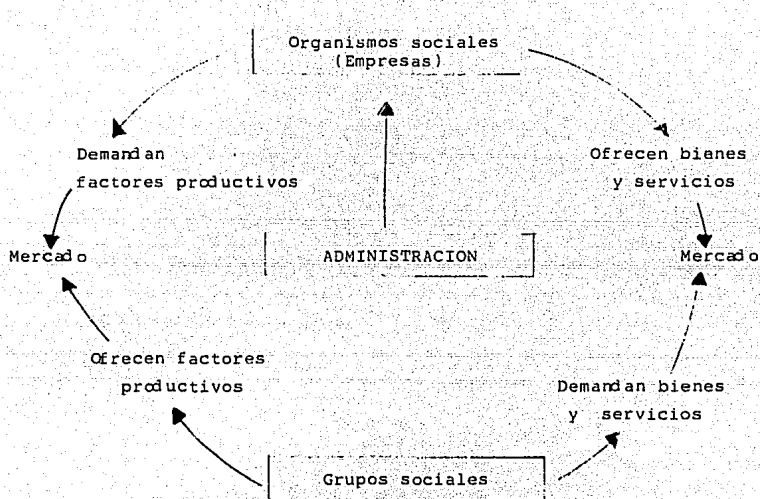 Organismos sociales
(Empresas)
Demandan
factores productivos
Ofrecen bienes
y servicios
Mercado
ADMINISTRACION
Mercado
Ofrecen factores
productivos
Demandan bienes
y servicios
Grupos sociales